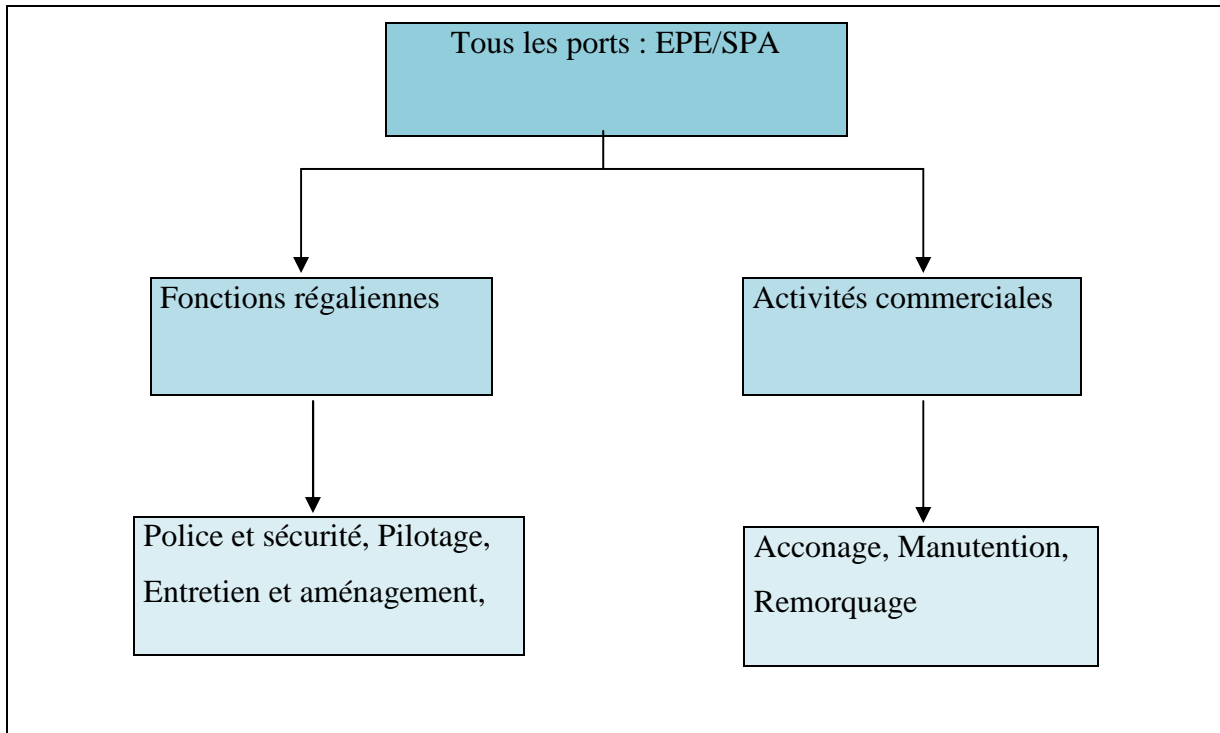 Tous les ports : EPE/SPA
Fonctions régaliennes
Activités commerciales
Police et sécurité, Pilotage,
Entretien et aménagement,
Acconage, Manutention,
Remorquage